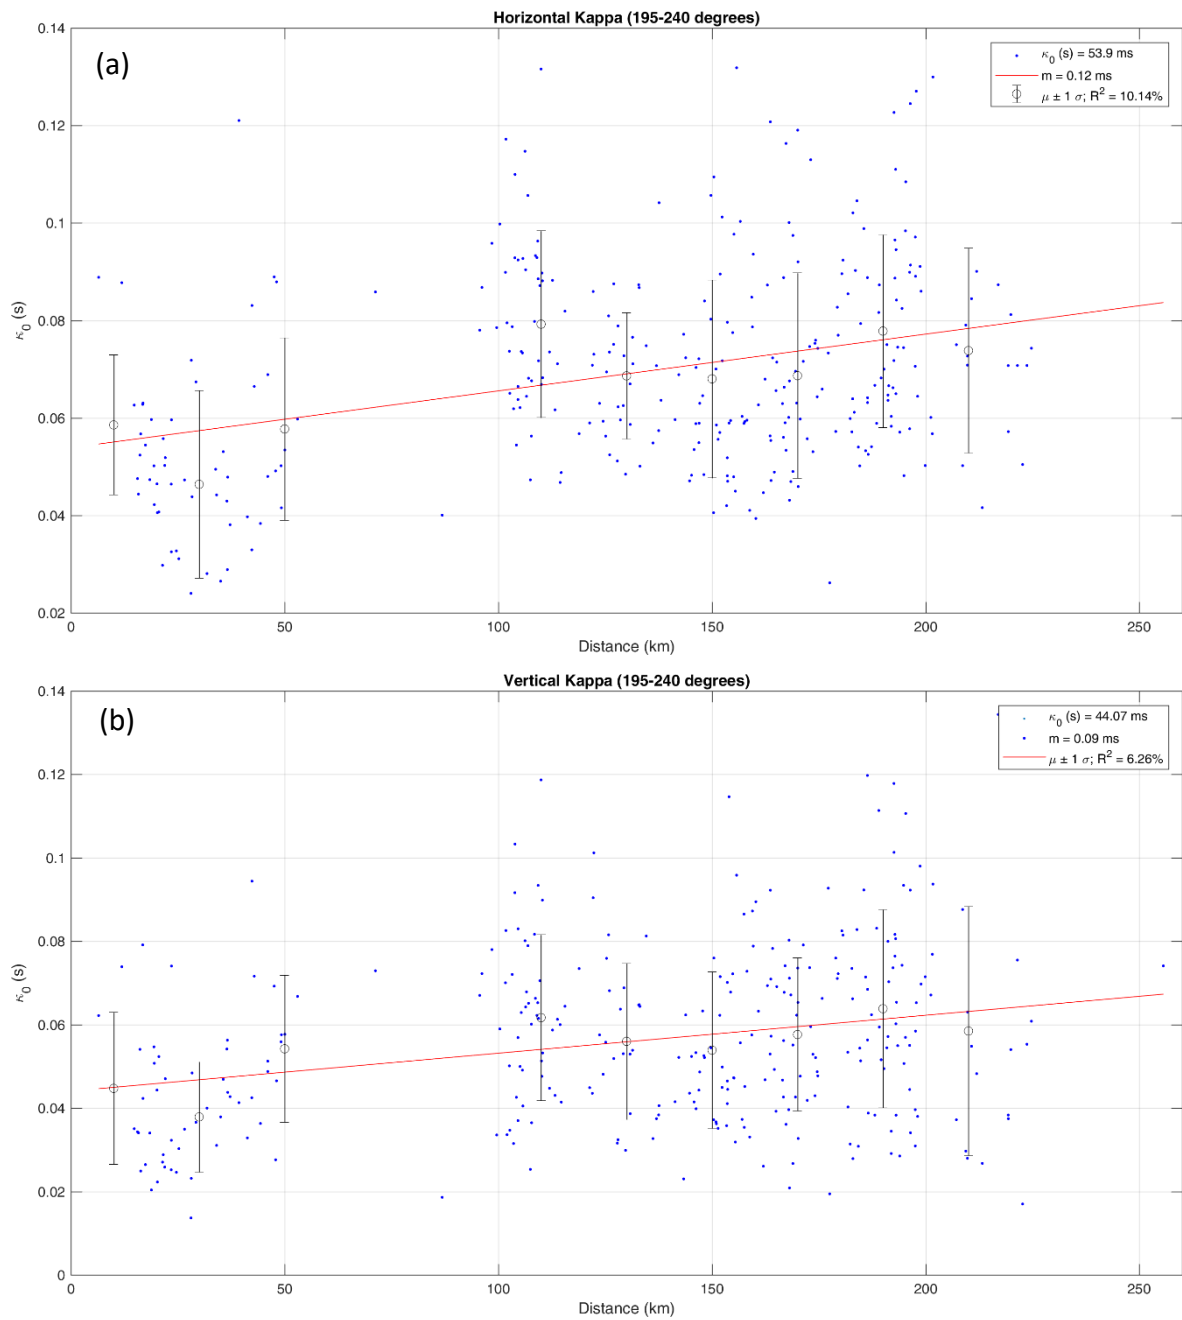 Horizontal Kappa (195-240 degrees)
(a)
κ0 (s) = 53.9 ms
m = 0.12 ms
μ ± 1 σ; R² = 10.14%
0.14
0.12
0.1
0.08
0.06
0.04
0.02
κ0 (s)
0 50 100 150 200 250
Distance (km)
Vertical Kappa (195-240 degrees)
(b)
κ0 (s) = 44.07 ms
m = 0.09 ms
μ ± 1 σ; R² = 6.26%
0.14
0.12
0.1
0.08
0.06
0.04
0.02
0
κ0 (s)
0 50 100 150 200 250
Distance (km)